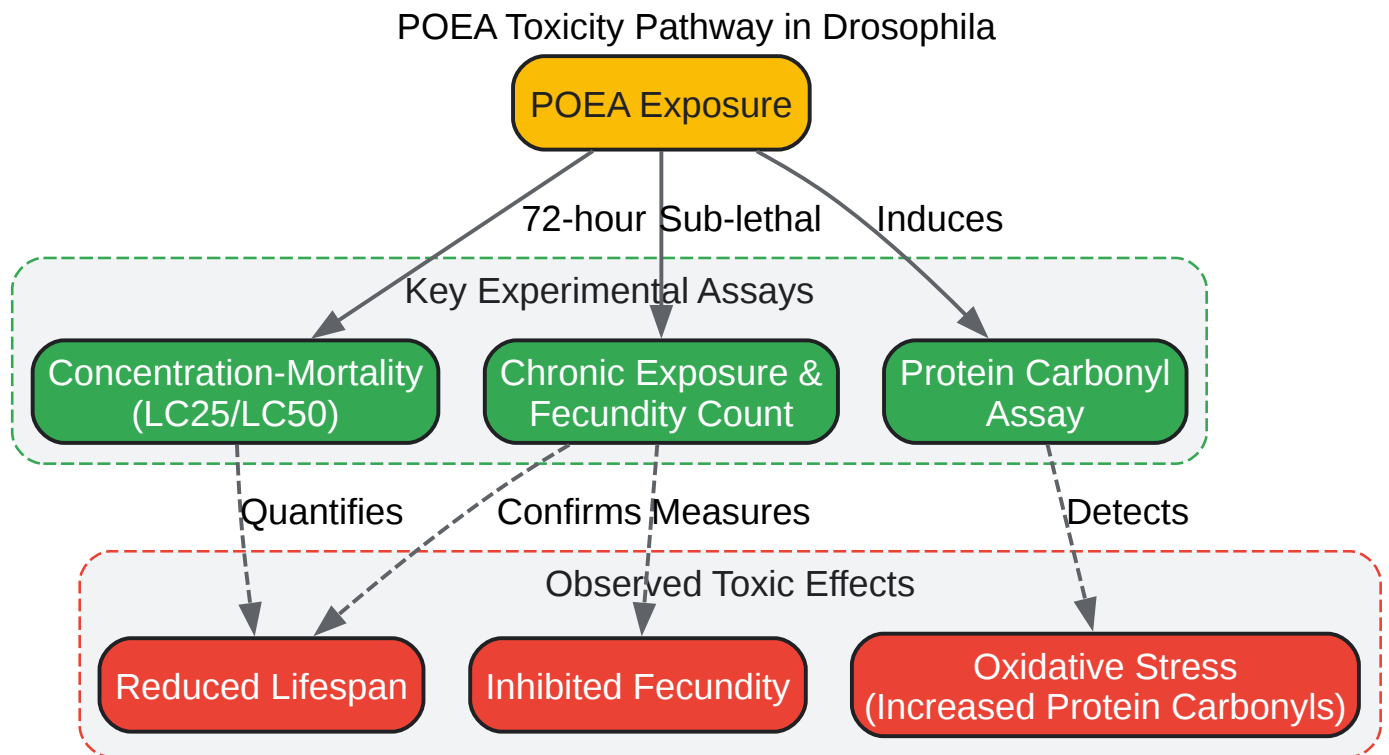 POEA Toxicity Pathway in Drosophila
POEA Exposure
72-hour
Sub-lethal
Induces
Key Experimental Assays
Concentration-Mortality
(LC25/LC50)
Chronic Exposure &
Fecundity Count
Protein Carbonyl
Assay
Quantifies
Confirms
Measures
Detects
Observed Toxic Effects
Reduced Lifespan
Inhibited Fecundity
Oxidative Stress
(Increased Protein Carbonyls)